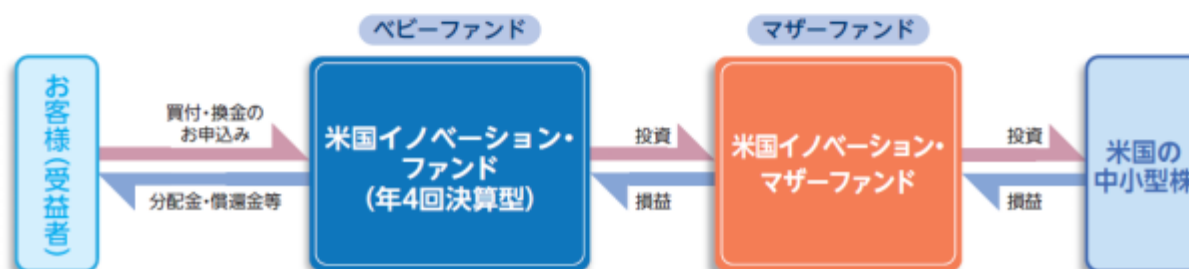 ベビーファンド
マザーファンド
お客様(受益者)
買付・換金の
お申込み
分配金・償還金等
米国イノベーション・
ファンド
(年4回決算型)
投資
損益
米国イノベーション・
マザーファンド
投資
損益
米国の
中小型株